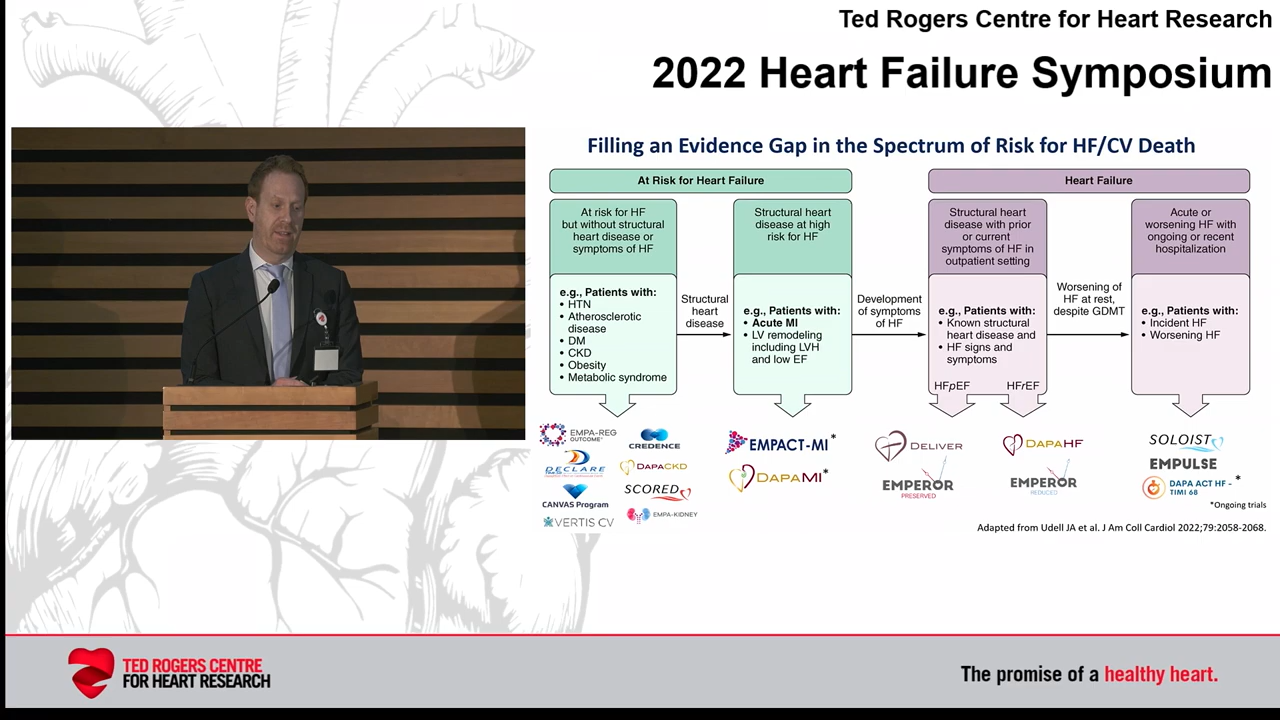 Ted Rogers Centre for Heart Research
2022 Heart Failure Symposium
Filling an Evidence Gap in the Spectrum of Risk for HF/CV Death
At Risk for Heart Failure
Heart Failure
At risk for HF
but without structural
heart disease or
symptoms of HF
e.g., Patients with:
• HTN
• Atherosclerotic
disease
• DM
• CKD
• Obesity
• Metabolic syndrome
Structural
heart
disease
Structural heart
disease at high
risk for HF
e.g., Patients with:
• Acute MI
• LV remodeling
including LVH
and low EF
Development
of symptoms
of HF
Structural heart
disease with prior
or current
symptoms of HF in
outpatient setting
e.g., Patients with:
• Known structural
heart disease and
• HF signs and
symptoms
HFpEF
HFrEF
Worsening of
HF at rest,
despite GDMT
Acute or
worsening HF with
ongoing or recent
hospitalization
e.g., Patients with:
• Incident HF
• Worsening HF
EMPA-REG
OUTCOME
CREDENCE
DECLARE
DAPACKD
CANVAS Program
SCORED
VERTIS CV
EMPA-KIDNEY
EMPACT-MI*
DAPAMI*
DELIVER
EMPEROR
PRESERVED
DAPAHF
EMPEROR
REDUCED
SOLOIST
EMPULSE
DAPA ACT HF - *
TIMI 68
*Ongoing trials
Adapted from Udell JA et al. J Am Coll Cardiol 2022;79:2058-2068.
TED ROGERS CENTRE
FOR HEART RESEARCH
The promise of a healthy heart.